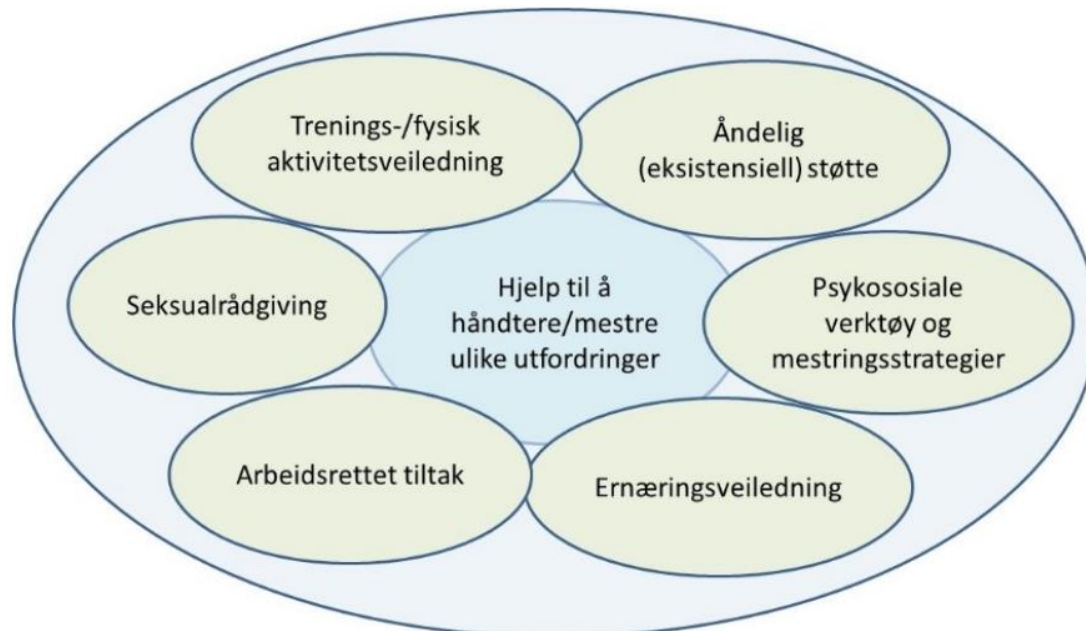 Trenings-/fysisk
aktivitetsveiledning
Åndelig
(eksistensiell) støtte
Seksualrådgiving
Hjelp til å
håndtere/mestre
ulike utfordringer
Psykososiale
verktøy og
mestringsstrategier
Arbeidsrettet tiltak
Ernæringsveiledning